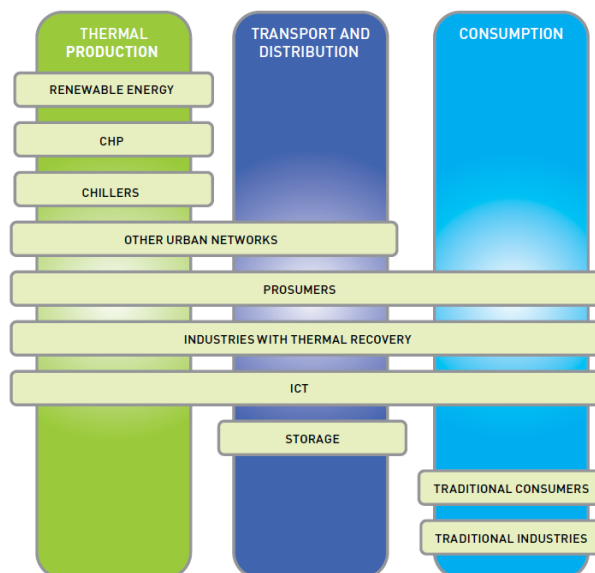 THERMAL
PRODUCTION
TRANSPORT AND
DISTRIBUTION
CONSUMPTION
RENEWABLE ENERGY
CHP
CHILLERS
OTHER URBAN NETWORKS
PROSUMERS
INDUSTRIES WITH THERMAL RECOVERY
ICT
STORAGE
TRADITIONAL CONSUMERS
TRADITIONAL INDUSTRIES